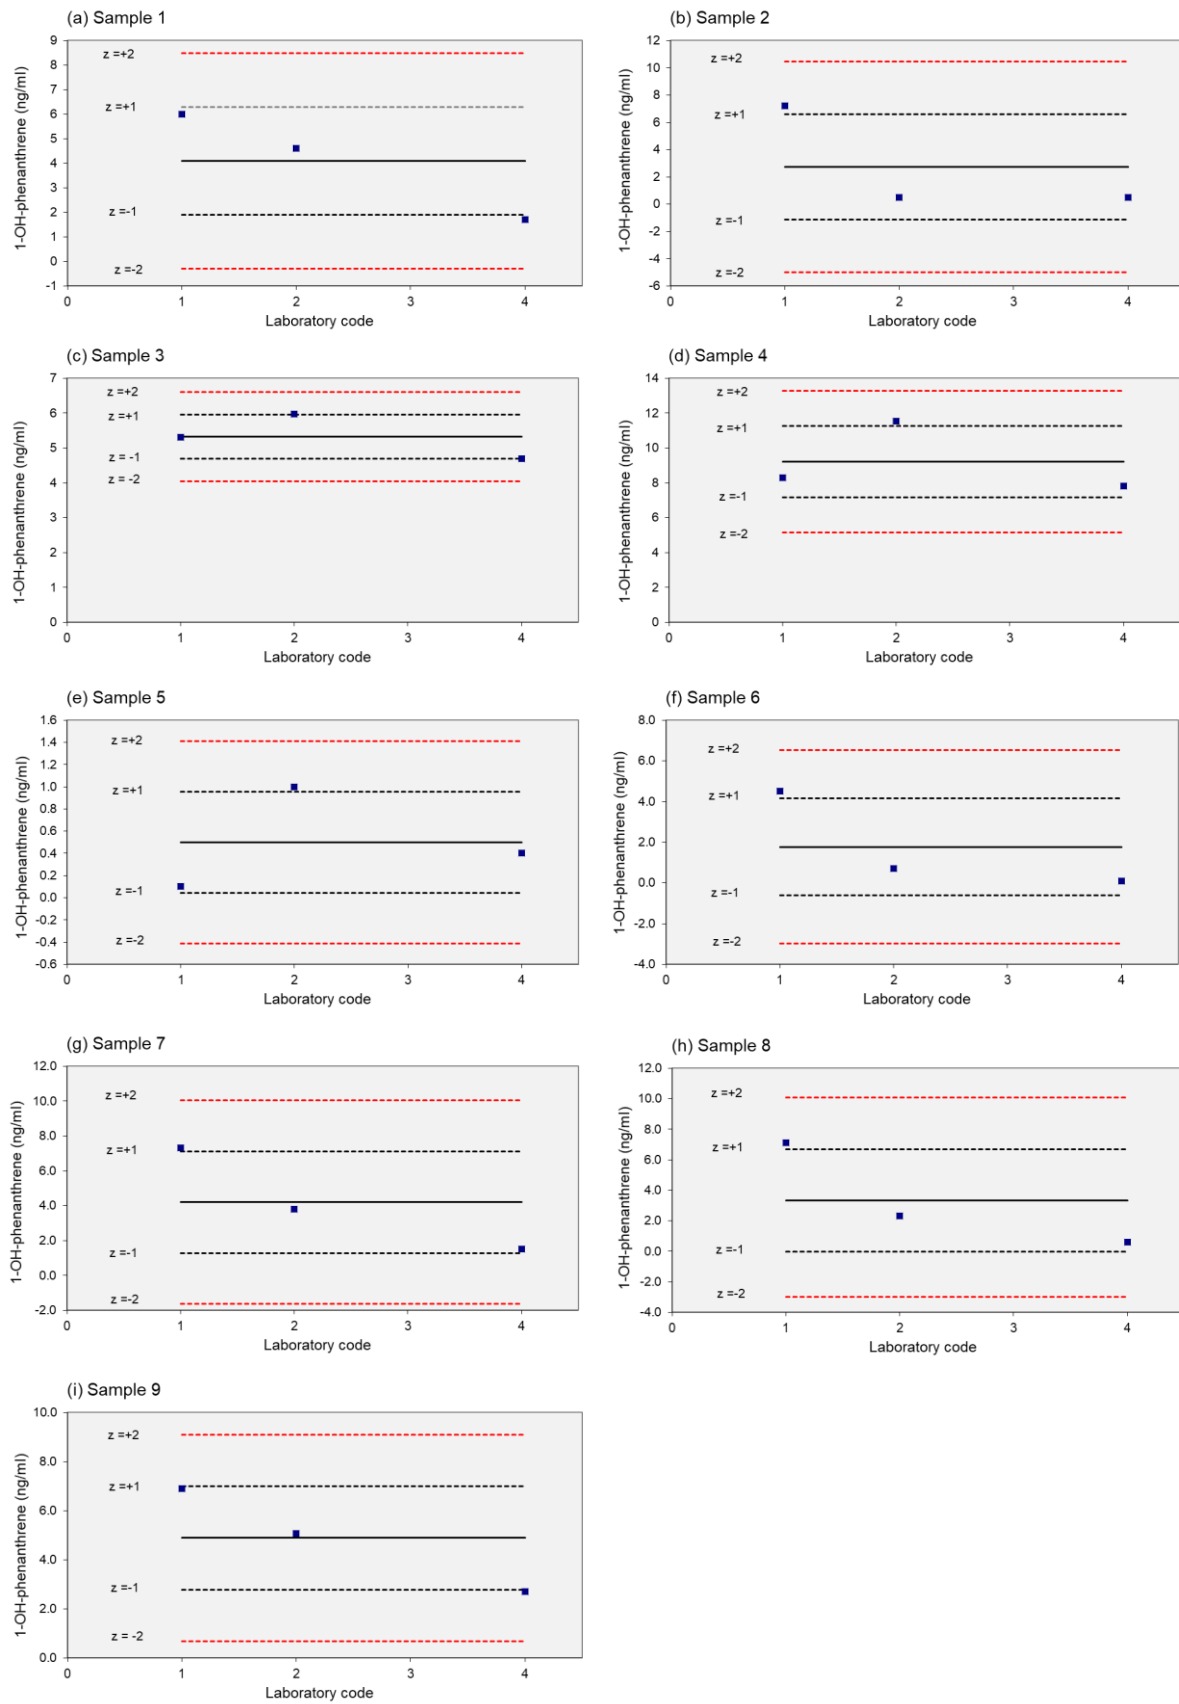 (a) Sample 1
1-OH-phenanthrene (ng/ml)
9
8
7
6
5
4
3
2
1
0
-1
z =+2
z =+1
z =-1
z =-2
0 1 2 3 4
Laboratory code
(b) Sample 2
1-OH-phenanthrene (ng/ml)
12
10
8
6
4
2
0
-2
-4
-6
z =+2
z =+1
z =-1
z =-2
0 1 2 3 4
Laboratory code
(c) Sample 3
1-OH-phenanthrene (ng/ml)
7
6
5
4
3
2
1
0
z =+2
z =+1
z = -1
z = -2
0 1 2 3 4
Laboratory code
(d) Sample 4
1-OH-phenanthrene (ng/ml)
14
12
10
8
6
4
2
0
z =+2
z =+1
z =-1
z =-2
0 1 2 3 4
Laboratory code
(e) Sample 5
1-OH-phenanthrene (ng/ml)
1.6
1.4
1.2
1.0
0.8
0.6
0.4
0.2
0.0
-0.2
-0.4
-0.6
z =+2
z =+1
z =-1
z =-2
0 1 2 3 4
Laboratory code
(f) Sample 6
1-OH-phenanthrene (ng/ml)
8.0
6.0
4.0
2.0
0.0
-2.0
-4.0
z =+2
z =+1
z =-1
z =-2
0 1 2 3 4
Laboratory code
(g) Sample 7
1-OH-phenanthrene (ng/ml)
12.0
10.0
8.0
6.0
4.0
2.0
0.0
-2.0
z =+2
z =+1
z =-1
z =-2
0 1 2 3 4
Laboratory code
(h) Sample 8
1-OH-phenanthrene (ng/ml)
12.0
10.0
8.0
6.0
4.0
2.0
0.0
-2.0
-4.0
z =+2
z =+1
z =-1
z =-2
0 1 2 3 4
Laboratory code
(i) Sample 9
1-OH-phenanthrene (ng/ml)
10.0
8.0
6.0
4.0
2.0
0.0
z =+2
z =+1
z =-1
z = -2
0 1 2 3 4
Laboratory code